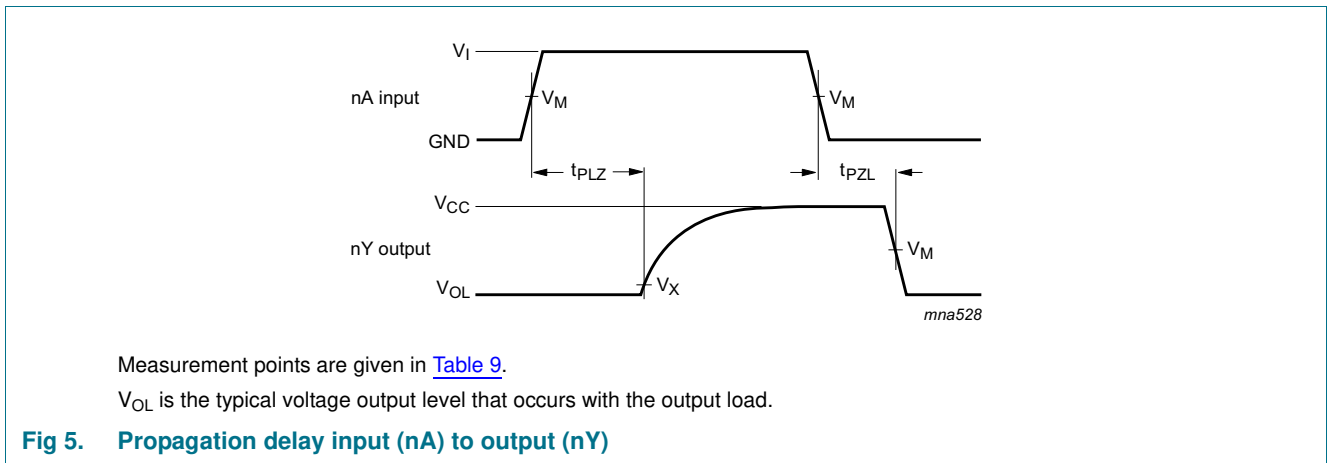 V_I
nA input
V_M
V_M
GND
t_PLZ
t_PZL
V_CC
nY output
V_M
V_OL
V_X
mna528
Measurement points are given in Table 9.
V_OL is the typical voltage output level that occurs with the output load.
Fig 5. Propagation delay input (nA) to output (nY)